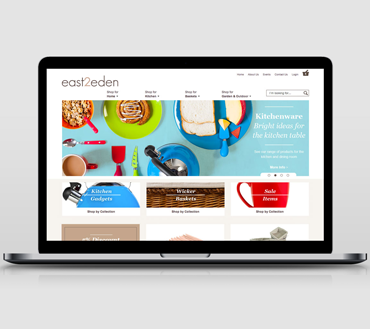 Home About Us Events Contact Us Login
east2eden
Shop for Shop for Shop for Shop for
Home Kitchen Baskets Garden & Outdoor
I'm looking for...
Kitchenware
Bright ideas for
the kitchen table
More Info
Kitchen Wicker Sale
Gadgets Baskets Items
Shop by Collection Shop by Collection Shop by Collection